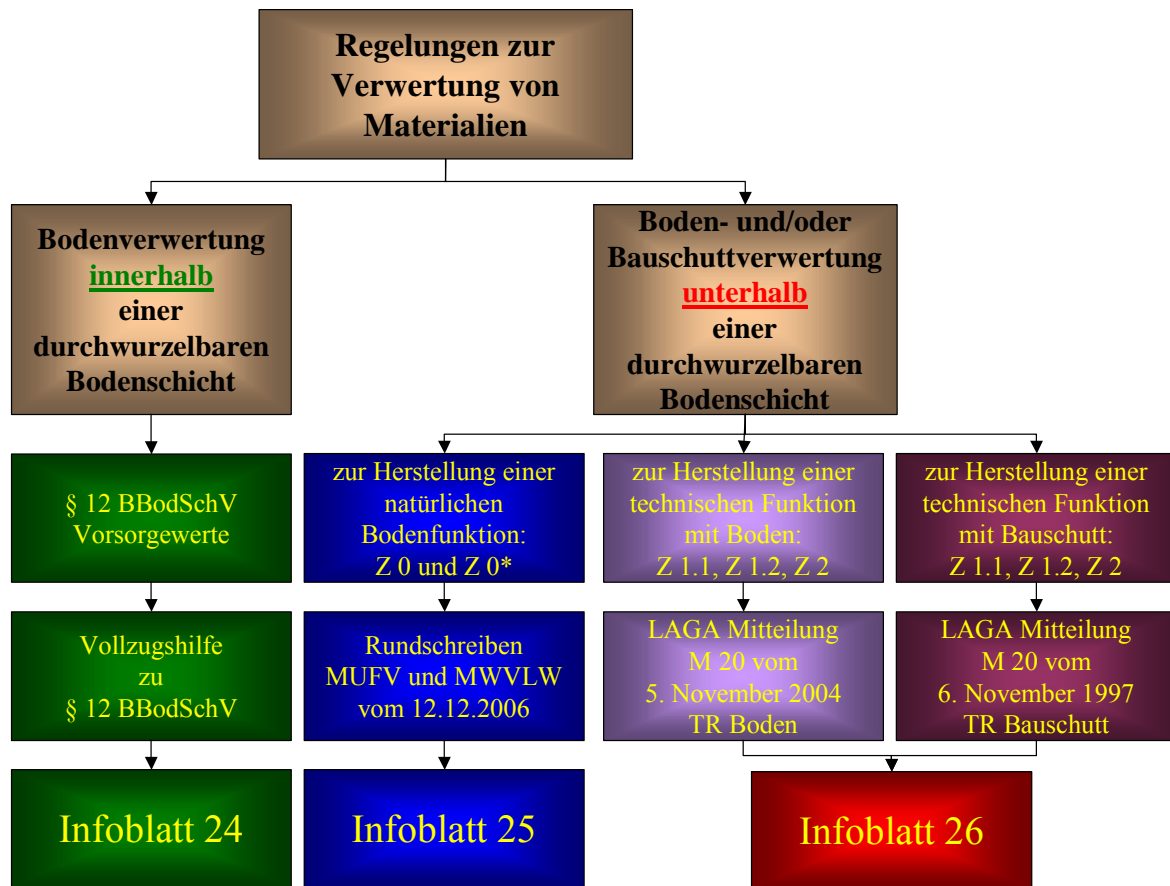 Regelungen zur
Verwertung von
Materialien
Bodenverwertung
innerhalb
einer
durchwurzelbaren
Bodenschicht
Boden- und/oder
Bauschuttverwertung
unterhalb
einer
durchwurzelbaren
Bodenschicht
§ 12 BBodSchV
Vorsorgewerte
zur Herstellung einer
natürlichen
Bodenfunktion:
Z 0 und Z 0*
zur Herstellung einer
technischen Funktion
mit Boden:
Z 1.1, Z 1.2, Z 2
zur Herstellung einer
technischen Funktion
mit Bauschutt:
Z 1.1, Z 1.2, Z 2
Vollzugshilfe
zu
§ 12 BBodSchV
Rundschreiben
MUFV und MWVLW
vom 12.12.2006
LAGA Mitteilung
M 20 vom
5. November 2004
TR Boden
LAGA Mitteilung
M 20 vom
6. November 1997
TR Bauschutt
Infoblatt 24
Infoblatt 25
Infoblatt 26